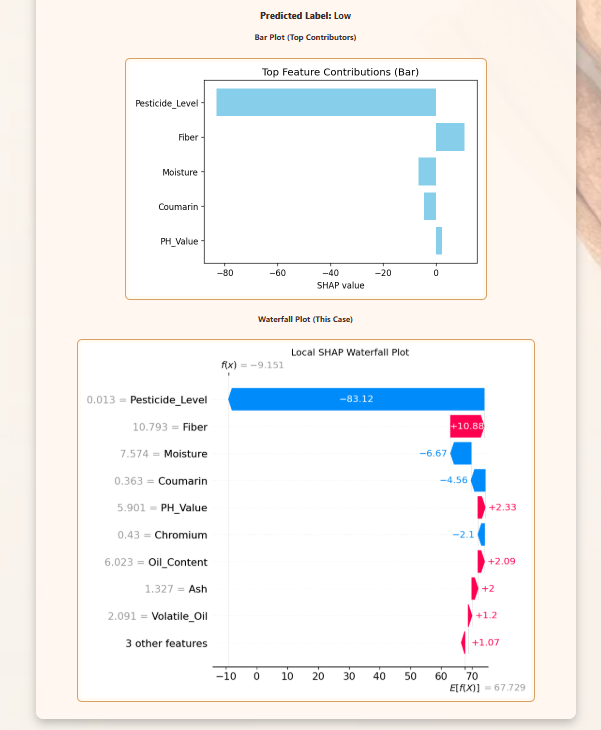 Predicted Label: Low
Bar Plot (Top Contributors)
Top Feature Contributions (Bar)
Pesticide_Level
Fiber
Moisture
Coumarin
PH_Value
−80 −60 −40 −20 0
SHAP value
Waterfall Plot (This Case)
Local SHAP Waterfall Plot
f(x) = −9.151
0.013 = Pesticide_Level −83.12
10.793 = Fiber +10.88
7.574 = Moisture −6.67
0.363 = Coumarin −4.56
5.901 = PH_Value +2.33
0.43 = Chromium −2.1
6.023 = Oil_Content +2.09
1.327 = Ash +2
2.091 = Volatile_Oil +1.2
3 other features +1.07
−10 0 10 20 30 40 50 60 70
E[f(X)] = 67.729